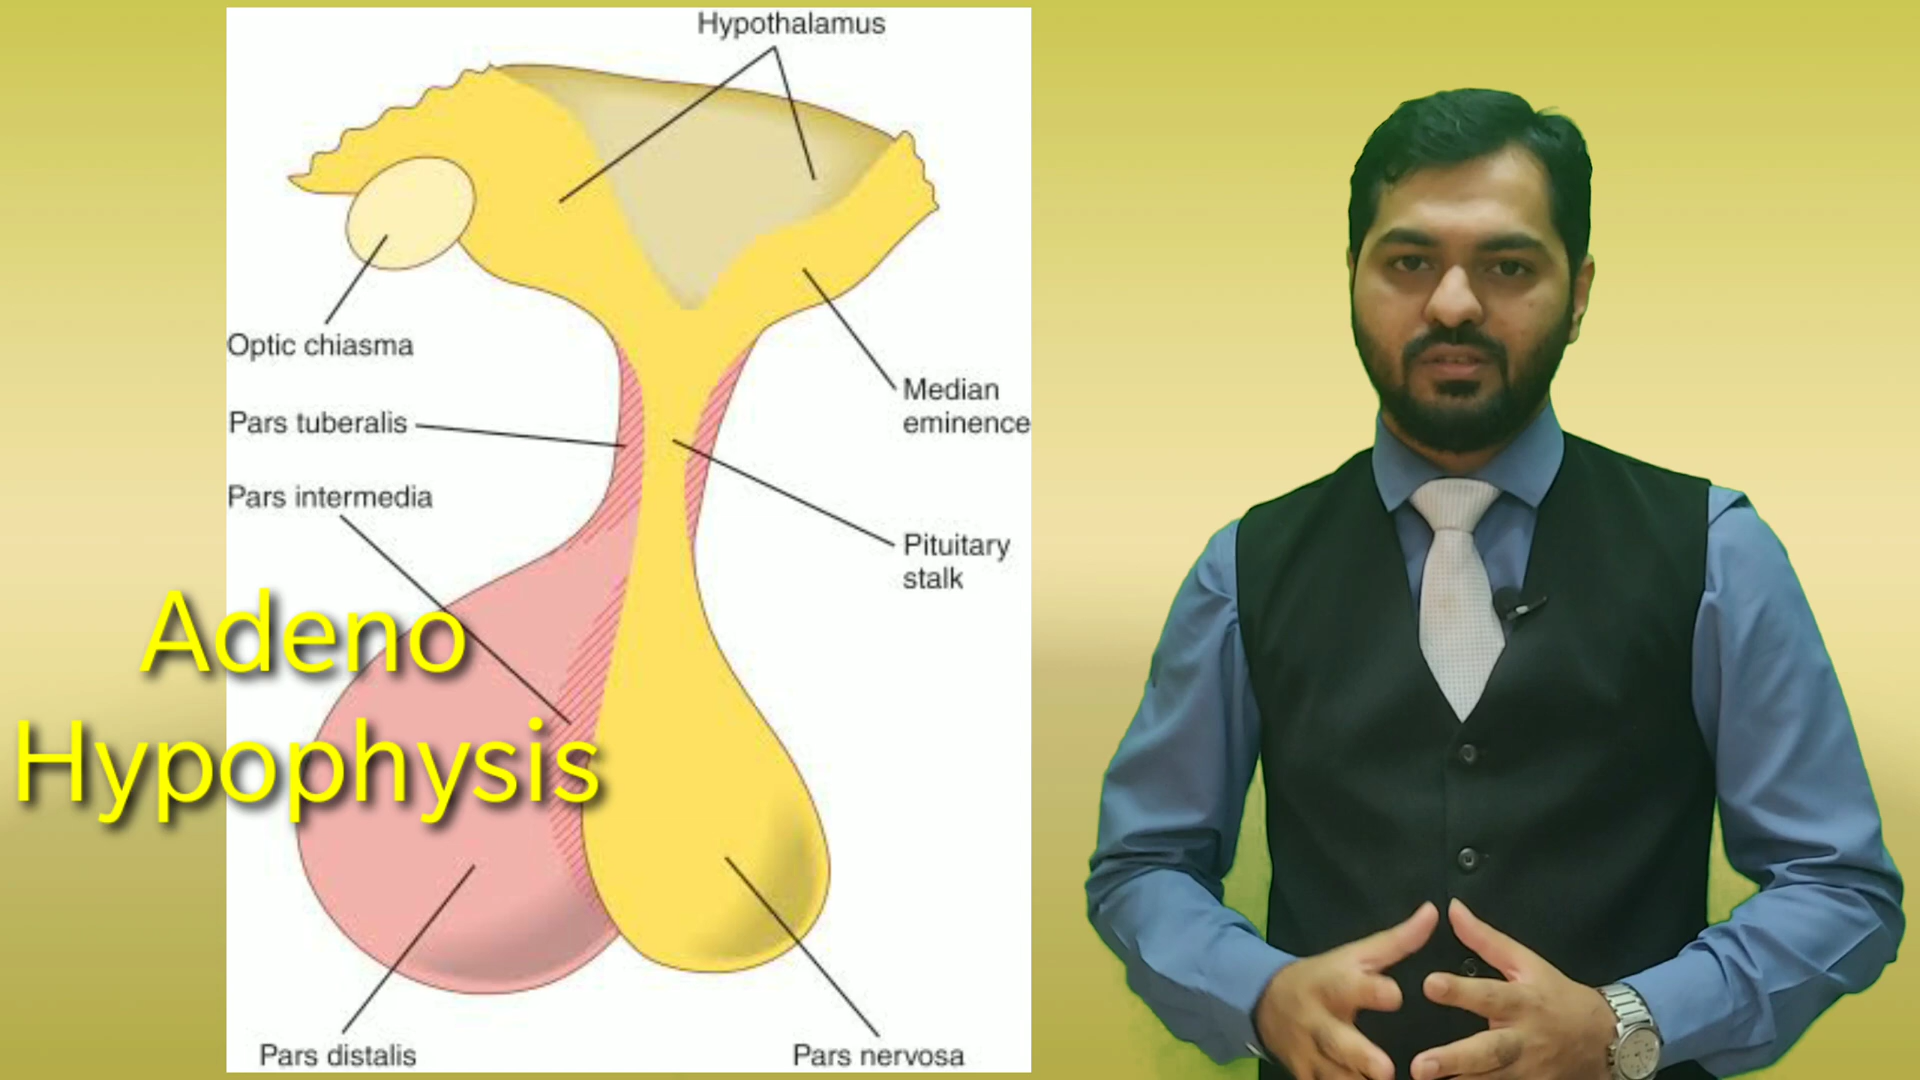 Hypothalamus
Optic chiasma
Median
eminence
Pars tuberalis
Pars intermedia
Pituitary
stalk
Adeno
Hypophysis
Pars distalis
Pars nervosa